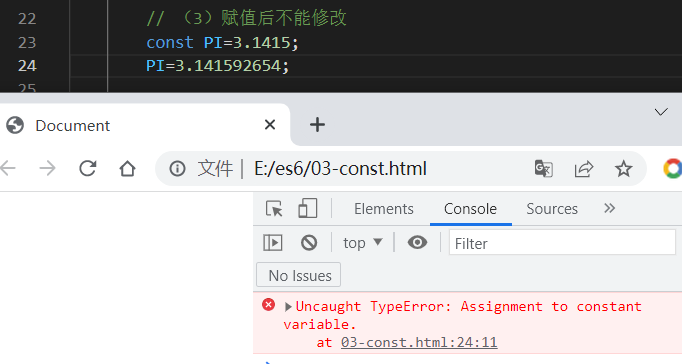 22 // （3）赋值后不能修改
23 const PI=3.1415;
24 PI=3.141592654;
25
Document
文件 | E:/es6/03-const.html
Elements Console Sources »
top ▼ Filter
No Issues
▶Uncaught TypeError: Assignment to constant
variable.
at 03-const.html:24:11